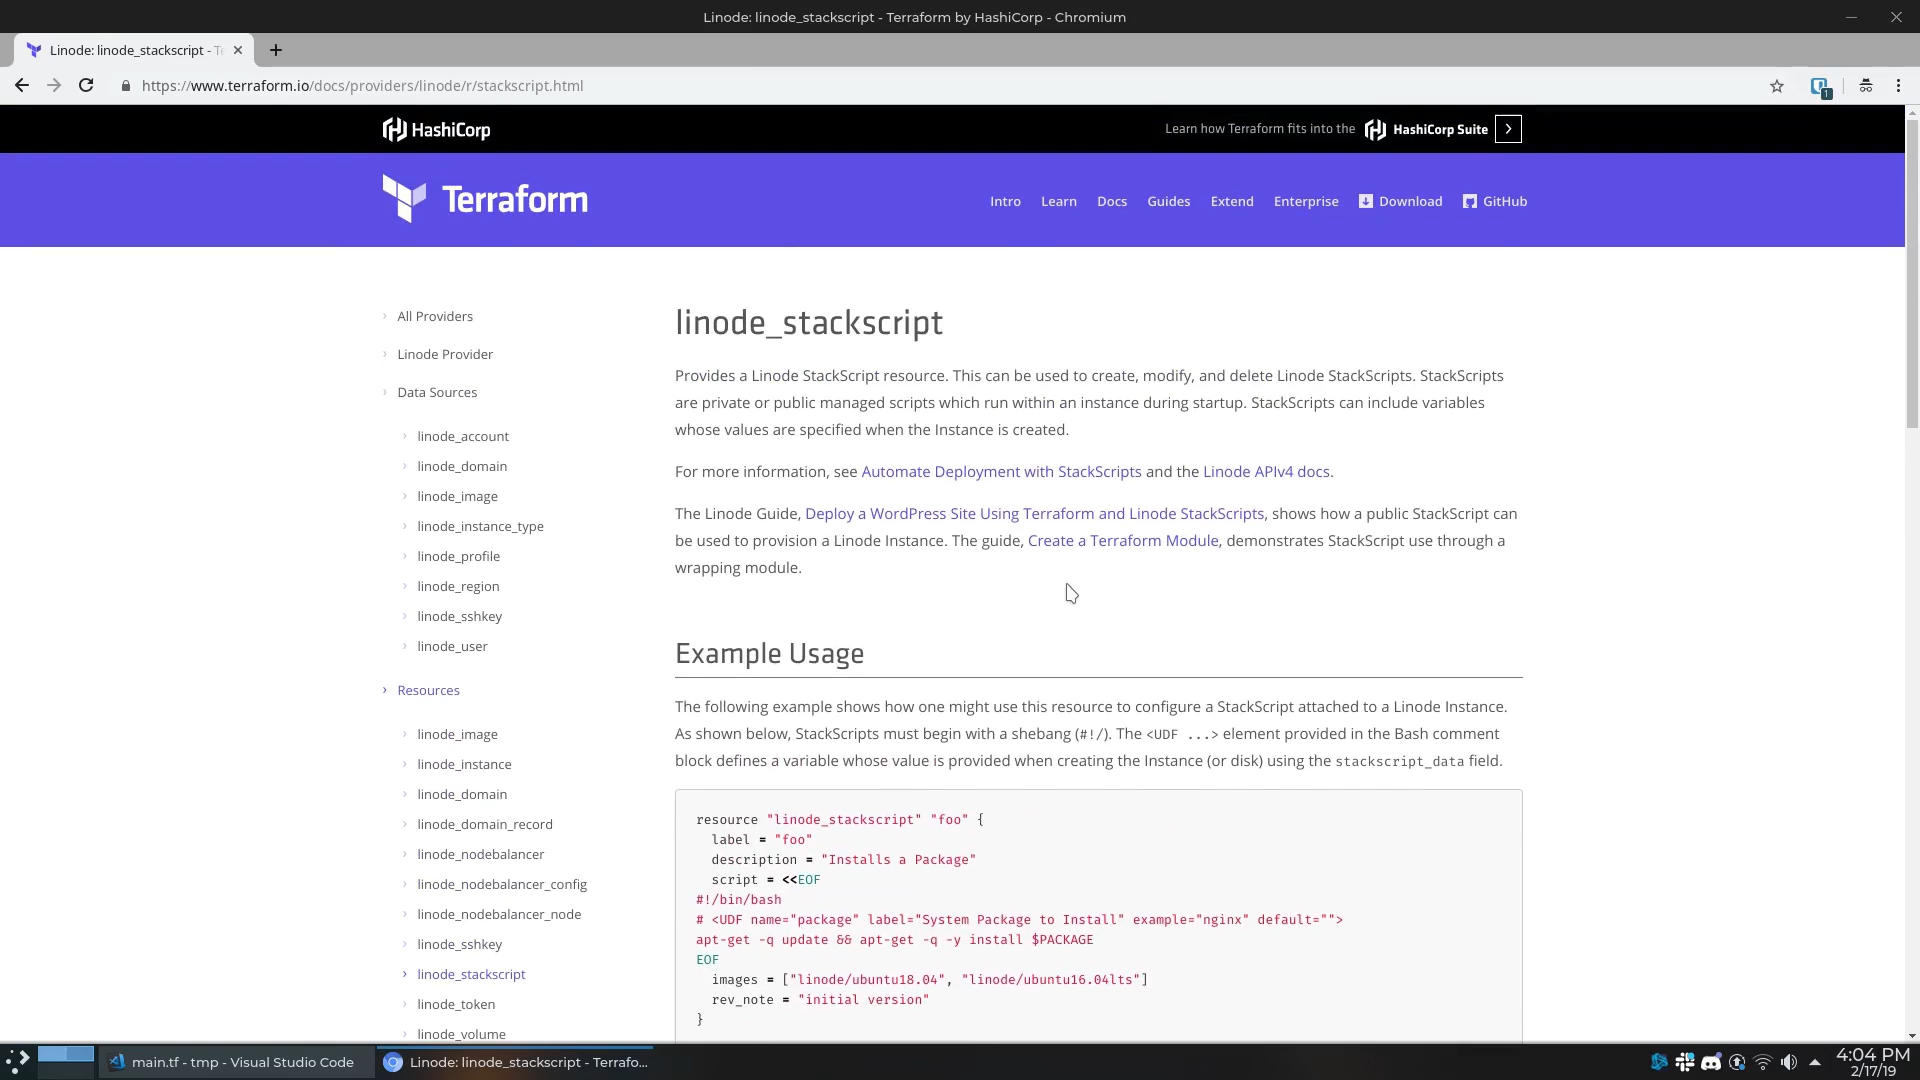 Linode: linode_stackscript - Terraform by HashiCorp - Chromium
Linode: linode_stackscript - Te
https://www.terraform.io/docs/providers/linode/r/stackscript.html
1
HashiCorp
Learn how Terraform fits into the HashiCorp Suite
Terraform
Intro Learn Docs Guides Extend Enterprise Download GitHub
All Providers
Linode Provider
Data Sources
linode_account
linode_domain
linode_image
linode_instance_type
linode_profile
linode_region
linode_sshkey
linode_user
Resources
linode_image
linode_instance
linode_domain
linode_domain_record
linode_nodebalancer
linode_nodebalancer_config
linode_nodebalancer_node
linode_sshkey
linode_stackscript
linode_token
linode_volume
linode_stackscript
Provides a Linode StackScript resource. This can be used to create, modify, and delete Linode StackScripts. StackScripts
are private or public managed scripts which run within an instance during startup. StackScripts can include variables
whose values are specified when the Instance is created.
For more information, see Automate Deployment with StackScripts and the Linode APIv4 docs.
The Linode Guide, Deploy a WordPress Site Using Terraform and Linode StackScripts, shows how a public StackScript can
be used to provision a Linode Instance. The guide, Create a Terraform Module, demonstrates StackScript use through a
wrapping module.
Example Usage
The following example shows how one might use this resource to configure a StackScript attached to a Linode Instance.
As shown below, StackScripts must begin with a shebang (#!/). The <UDF ...> element provided in the Bash comment
block defines a variable whose value is provided when creating the Instance (or disk) using the stackscript_data field.
resource "linode_stackscript" "foo" {
  label = "foo"
  description = "Installs a Package"
  script = <<EOF
#!/bin/bash
# <UDF name="package" label="System Package to Install" example="nginx" default="">
apt-get -q update && apt-get -q -y install $PACKAGE
EOF
  images = ["linode/ubuntu18.04", "linode/ubuntu16.04lts"]
  rev_note = "initial version"
}
main.tf - tmp - Visual Studio Code
Linode: linode_stackscript - Terrafo...
4:04 PM
2/17/19